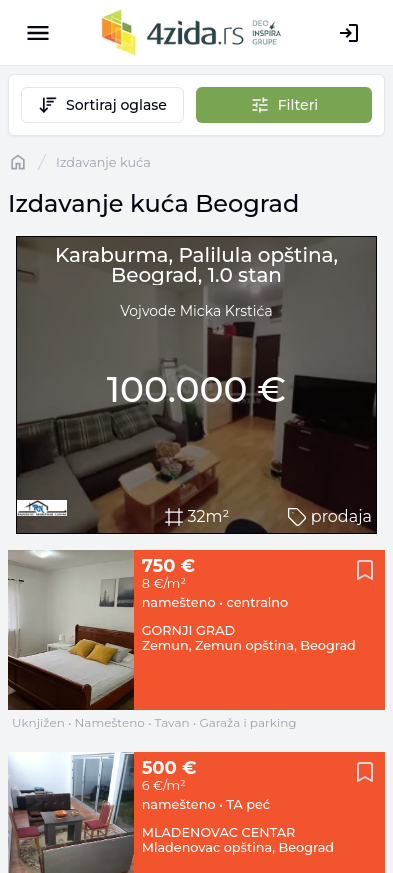 4zida.rs
DEO
INSPIRA
GRUPE
Sortiraj oglase
Filteri
/ Izdavanje kuća
Izdavanje kuća Beograd
Karaburma, Palilula opština,
Beograd, 1.0 stan
Vojvode Micka Krstića
100.000 €
32m²
prodaja
750 €
8 €/m²
namešteno • centralno
GORNJI GRAD
Zemun, Zemun opština, Beograd
Uknjižen • Namešteno • Tavan • Garaža i parking
500 €
6 €/m²
namešteno • TA peć
MLADENOVAC CENTAR
Mladenovac opština, Beograd